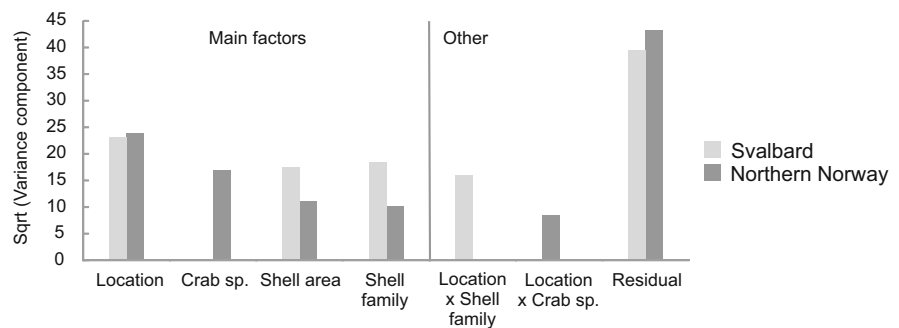 45
40
35
30
25
20
15
10
5
0
Sqrt (Variance component)
Main factors
Other
Location
Crab sp.
Shell area
Shell
family
Location
x Shell
family
Location
x Crab sp.
Residual
Svalbard
Northern Norway